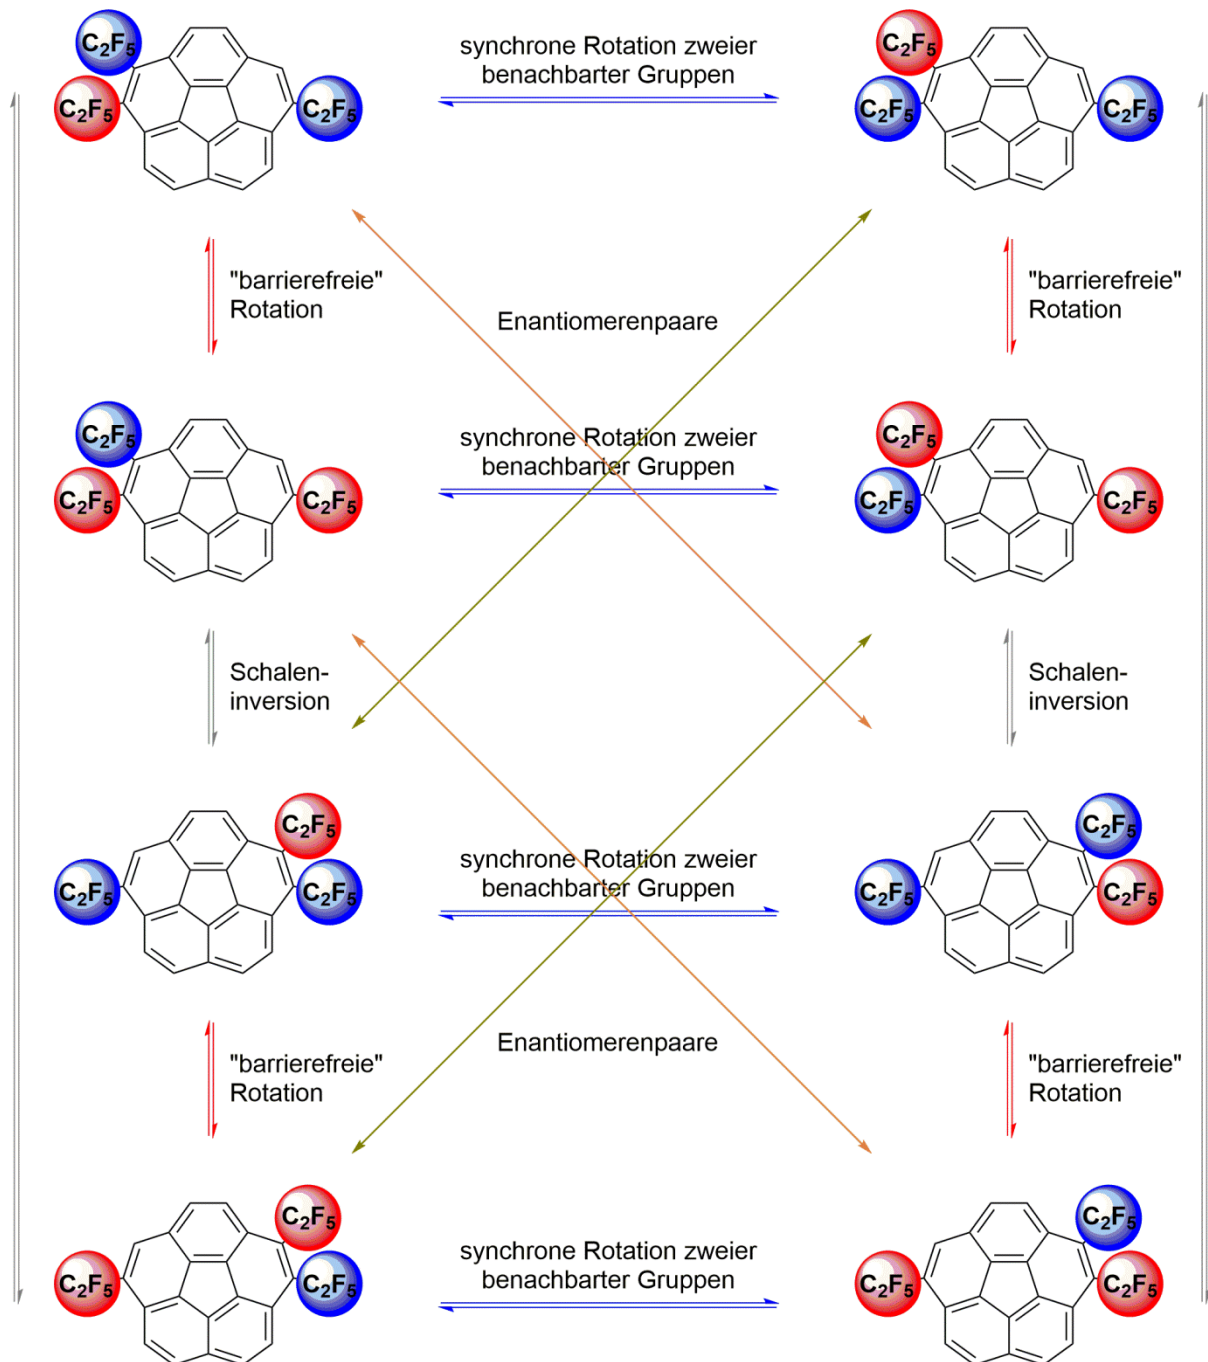 C₂F₅
C₂F₅
C₂F₅
synchrone Rotation zweier
benachbarter Gruppen
C₂F₅
C₂F₅
C₂F₅
"barrierefreie"
Rotation
Enantiomerenpaare
"barrierefreie"
Rotation
C₂F₅
C₂F₅
C₂F₅
synchrone Rotation zweier
benachbarter Gruppen
C₂F₅
C₂F₅
C₂F₅
Schalen-
inversion
Schalen-
inversion
C₂F₅
C₂F₅
C₂F₅
synchrone Rotation zweier
benachbarter Gruppen
C₂F₅
C₂F₅
C₂F₅
"barrierefreie"
Rotation
Enantiomerenpaare
"barrierefreie"
Rotation
C₂F₅
C₂F₅
C₂F₅
synchrone Rotation zweier
benachbarter Gruppen
C₂F₅
C₂F₅
C₂F₅